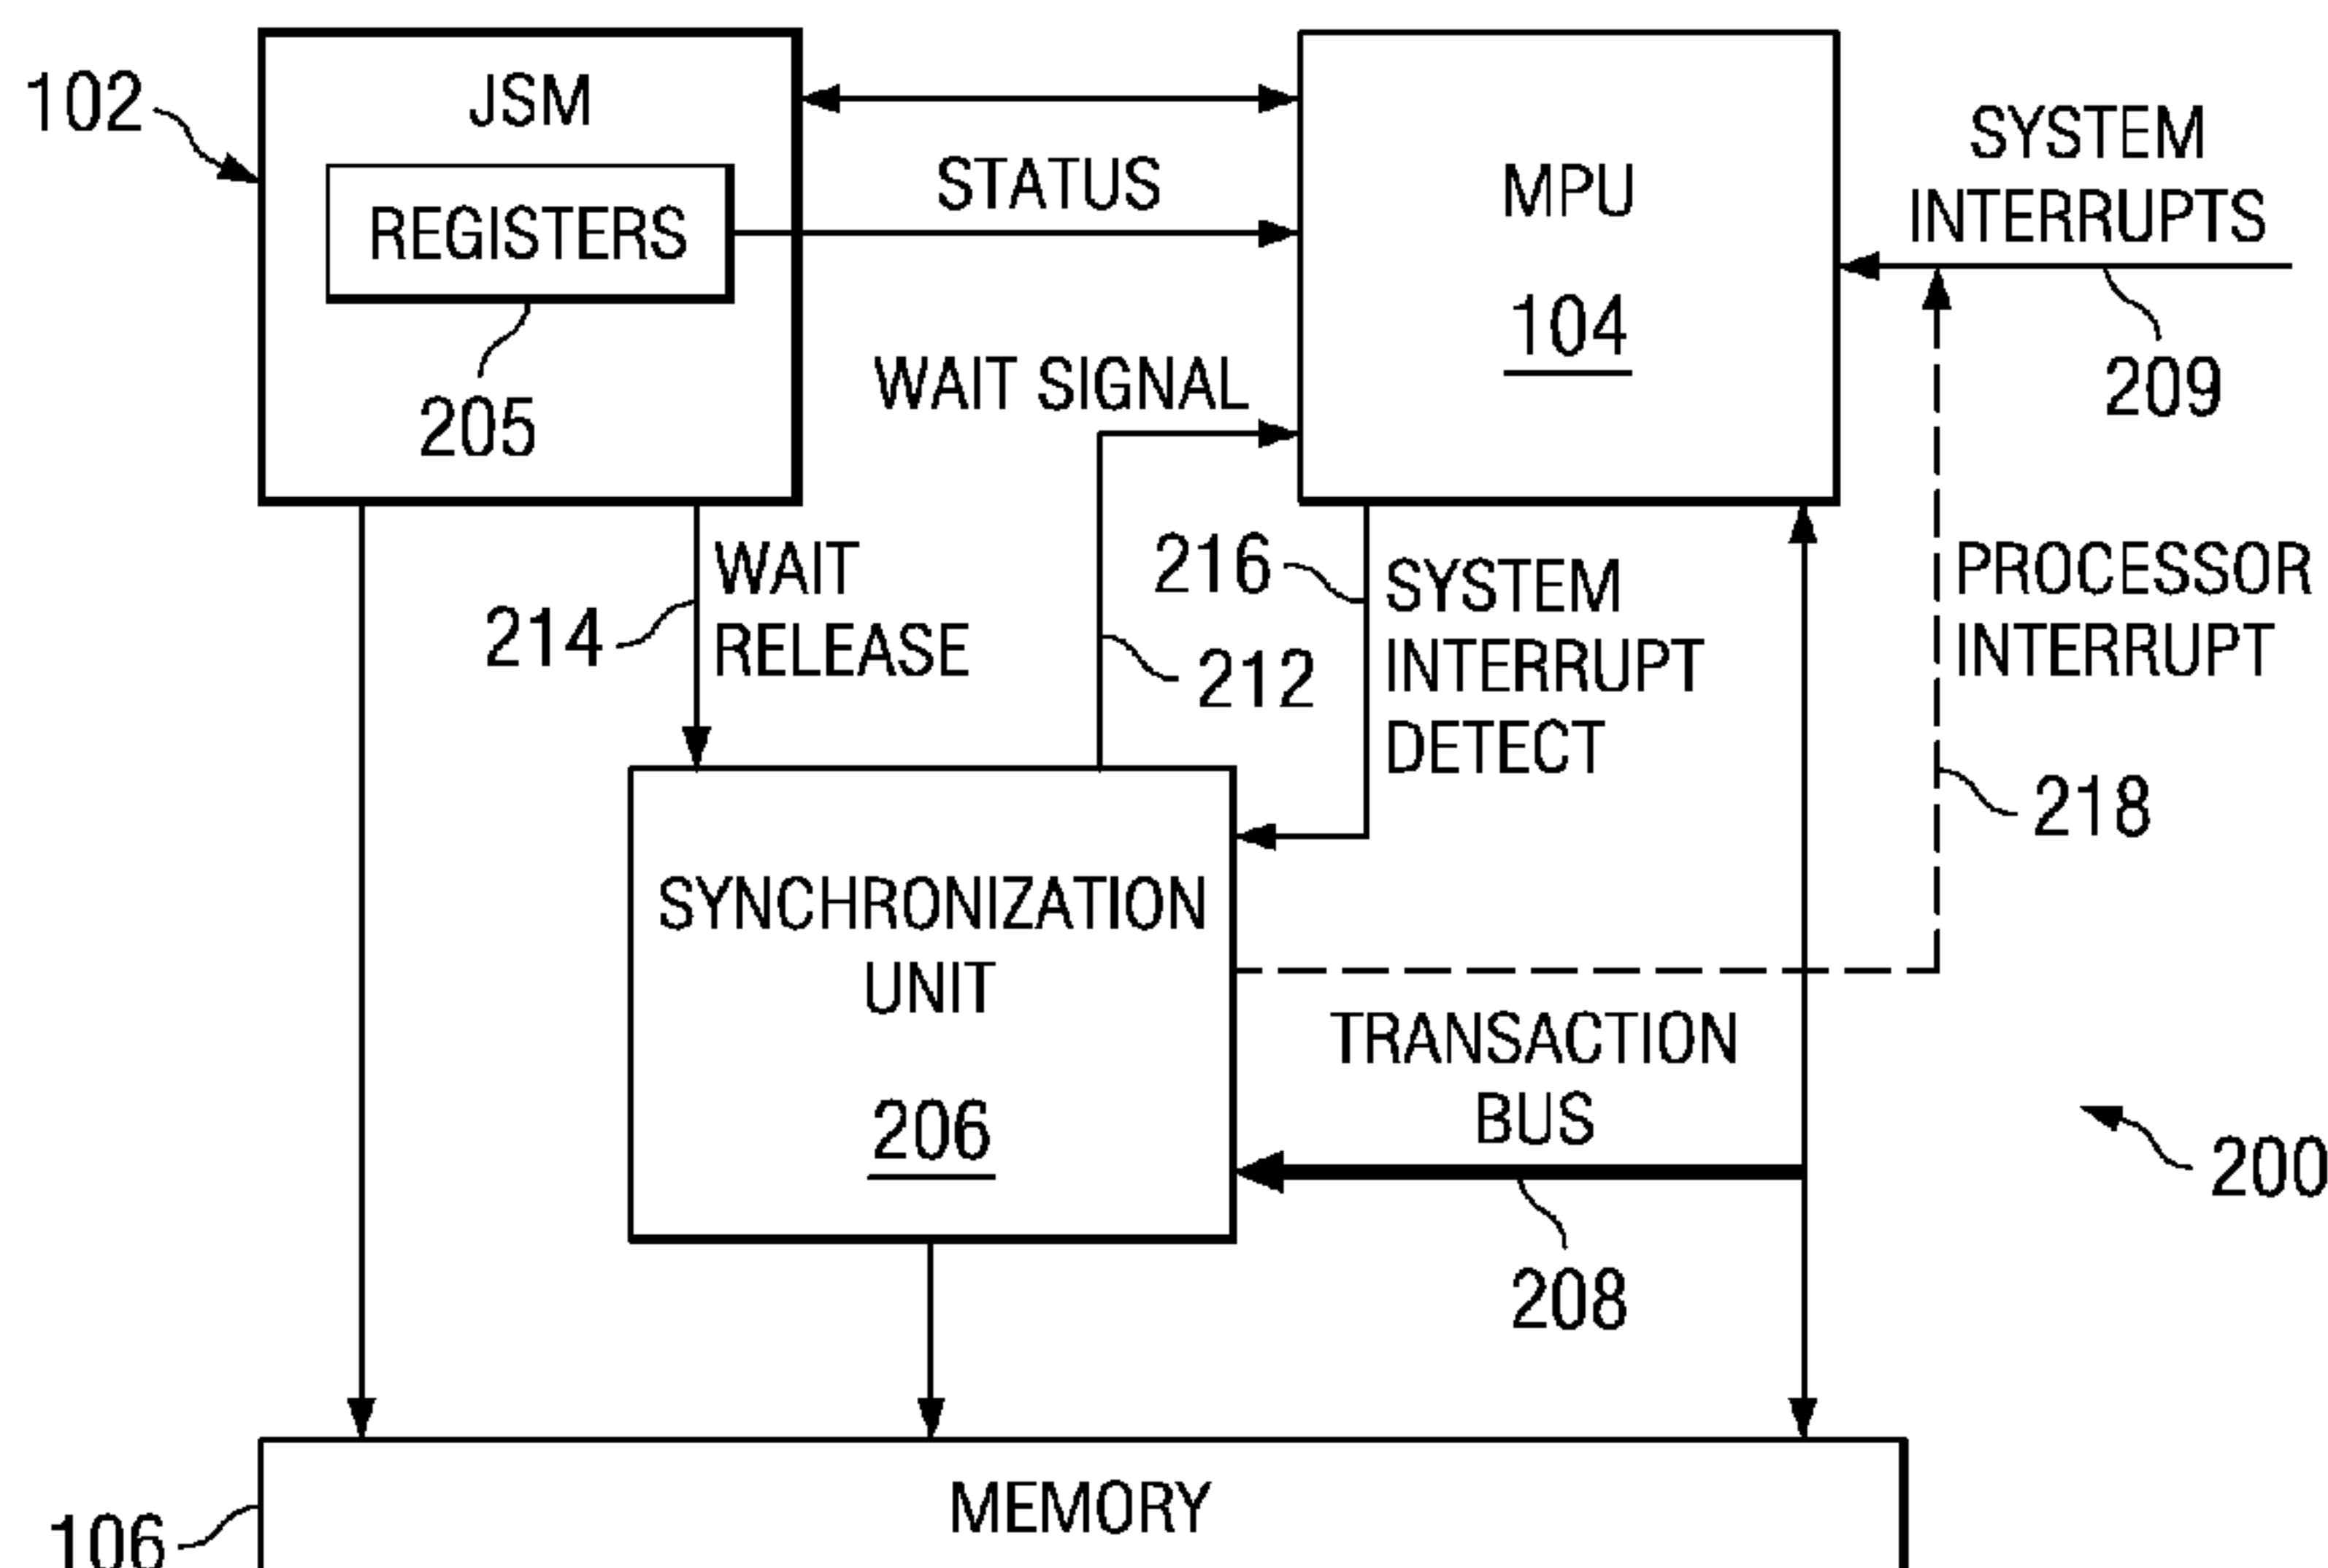 102
JSM
REGISTERS
205
STATUS
MPU
104
SYSTEM
INTERRUPTS
209
WAIT SIGNAL
WAIT
RELEASE
214
216
212
SYSTEM
INTERRUPT
DETECT
PROCESSOR
INTERRUPT
218
SYNCHRONIZATION
UNIT
206
TRANSACTION
BUS
208
200
MEMORY
106